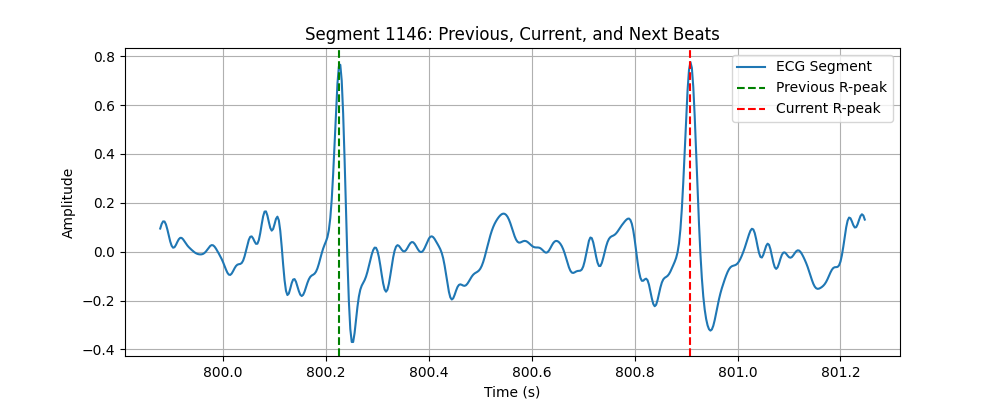 Segment 1146: Previous, Current, and Next Beats
ECG Segment
Previous R-peak
Current R-peak
Amplitude
0.8
0.6
0.4
0.2
0.0
−0.2
−0.4
800.0 800.2 800.4 800.6 800.8 801.0 801.2
Time (s)